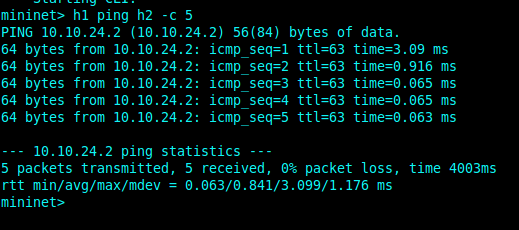 Starting CLI:
mininet> h1 ping h2 -c 5
PING 10.10.24.2 (10.10.24.2) 56(84) bytes of data.
64 bytes from 10.10.24.2: icmp_seq=1 ttl=63 time=3.09 ms
64 bytes from 10.10.24.2: icmp_seq=2 ttl=63 time=0.916 ms
64 bytes from 10.10.24.2: icmp_seq=3 ttl=63 time=0.065 ms
64 bytes from 10.10.24.2: icmp_seq=4 ttl=63 time=0.065 ms
64 bytes from 10.10.24.2: icmp_seq=5 ttl=63 time=0.063 ms
--- 10.10.24.2 ping statistics ---
5 packets transmitted, 5 received, 0% packet loss, time 4003ms
rtt min/avg/max/mdev = 0.063/0.841/3.099/1.176 ms
mininet>